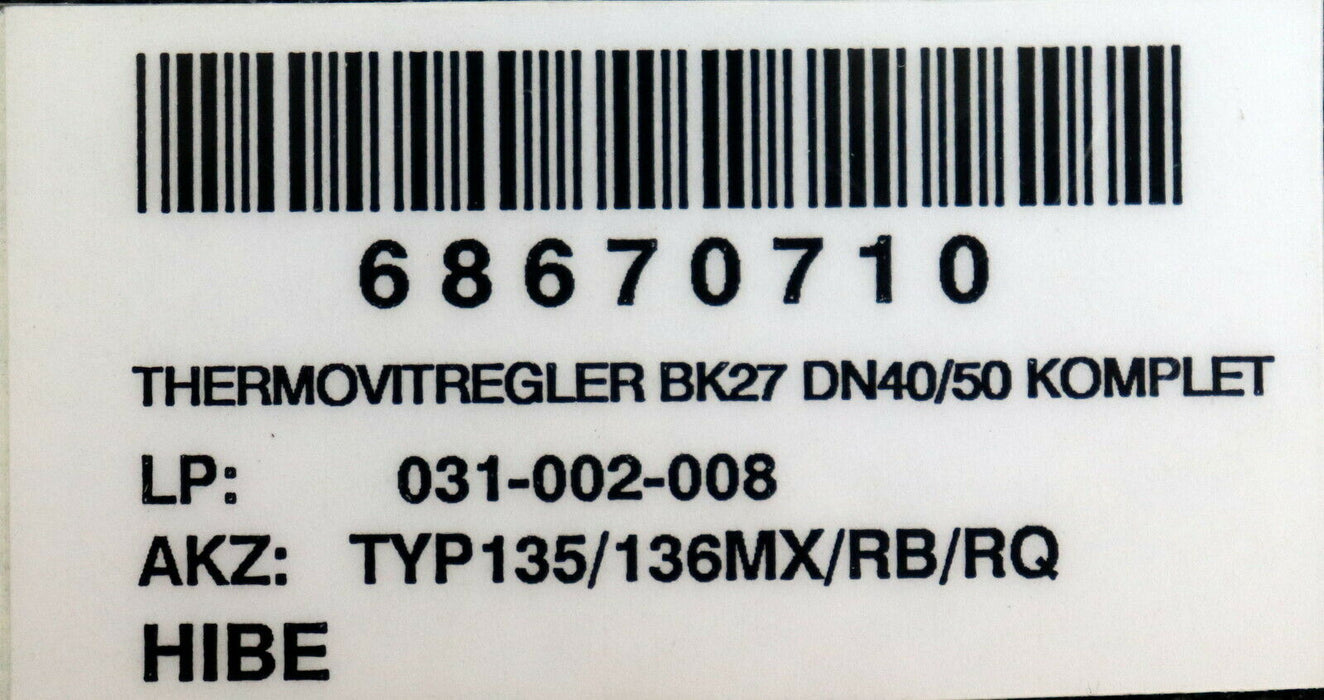 68670710
THERMOVITREGLER BK27 DN40/50 KOMPLET
LP: 031-002-008
AKZ: TYP135/136MX/RB/RQ
HIBE